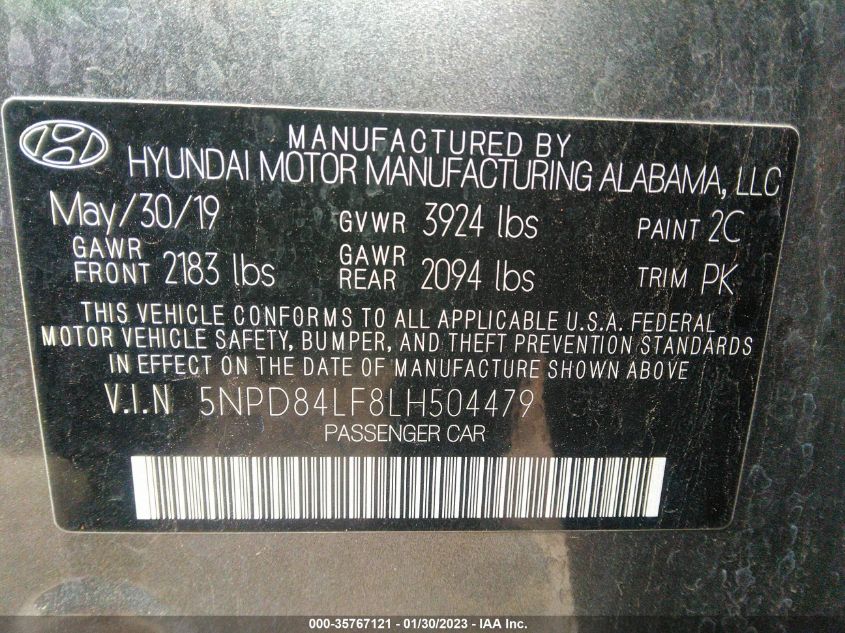 MANUFACTURED BY
HYUNDAI MOTOR MANUFACTURING ALABAMA, LLC
May/30/19 GVWR 3924 lbs PAINT 2C
GAWR FRONT 2183 lbs GAWR REAR 2094 lbs TRIM PK
THIS VEHICLE CONFORMS TO ALL APPLICABLE U.S.A. FEDERAL
MOTOR VEHICLE SAFETY, BUMPER, AND THEFT PREVENTION STANDARDS
IN EFFECT ON THE DATE OF MANUFACTURE SHOWN ABOVE
V.I.N 5NPD84LF8LH504479
PASSENGER CAR
000-35767121 - 01/30/2023 - IAA Inc.